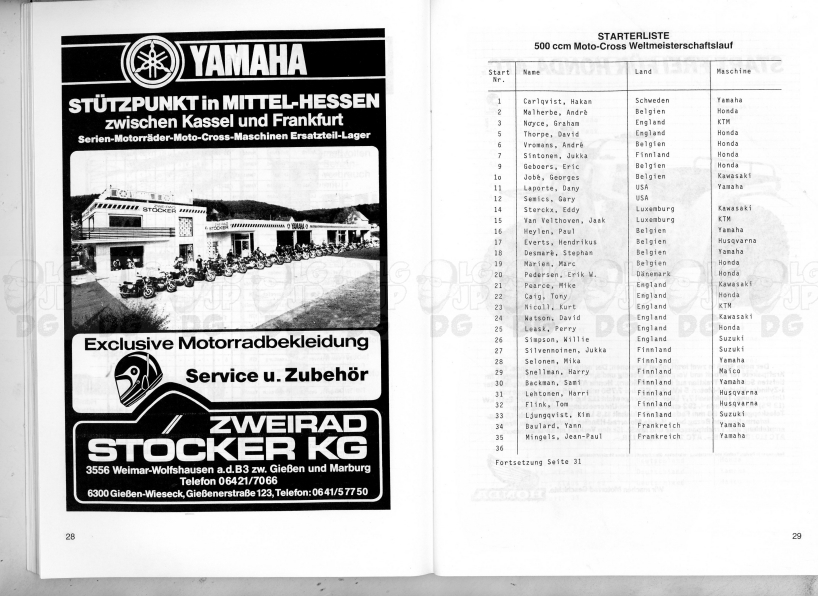 YAMAHA
STÜTZPUNKT in MITTEL-HESSEN
zwischen Kassel und Frankfurt
Serien-Motorräder-Moto-Cross-Maschinen Ersatzteil-Lager
STÖCKER
YAMAHA
Exclusive Motorradbekleidung
Service u. Zubehör
ZWEIRAD
STÖCKER KG
3556 Weimar-Wolfshausen a.d.B3 zw. Gießen und Marburg
Telefon 06421/7066
6300 Gießen-Wieseck, Gießenerstraße 123, Telefon: 0641/57750
28
STARTERLISTE
500 ccm Moto-Cross Weltmeisterschaftslauf
Start Nr. Name Land Maschine
1 Carlqvist, Hakan Schweden Yamaha
2 Malherbe, Andrè Belgien Honda
3 Noyce, Graham England KTM
5 Thorpe, David England Honda
6 Vromans, Andrè Belgien Honda
7 Sintonen, Jukka Finnland Honda
9 Geboers, Eric Belgien Honda
1o Jobè, Georges Belgien Kawasaki
11 Laporte, Dany USA Yamaha
12 Semics, Gary USA
14 Sterckx, Eddy Luxemburg Kawasaki
15 Van Velthoven, Jaak Luxemburg KTM
16 Heylen, Paul Belgien Yamaha
17 Everts, Hendrikus Belgien Husqvarna
18 Desmarè, Stephan Belgien Yamaha
19 Marien, Marc Belgien Honda
20 Pedersen, Erik W. Dänemark Honda
21 Pearce, Mike England Kawasaki
22 Caig, Tony England Honda
23 Nicoll, Kurt England KTM
24 Watson, David England Kawasaki
25 Leask, Perry England Honda
26 Simpson, Willie England Suzuki
27 Silvennoinen, Jukka Finnland Suzuki
28 Selonen, Mika Finnland Yamaha
29 Snellman, Harry Finnland Maico
30 Backman, Sami Finnland Yamaha
31 Lehtonen, Harri Finnland Husqvarna
32 Flink, Tom Finnland Husqvarna
33 Ljungqvist, Kim Finnland Suzuki
34 Baulard, Yann Frankreich Yamaha
35 Mingels, Jean-Paul Frankreich Yamaha
36
Fortsetzung Seite 31
29